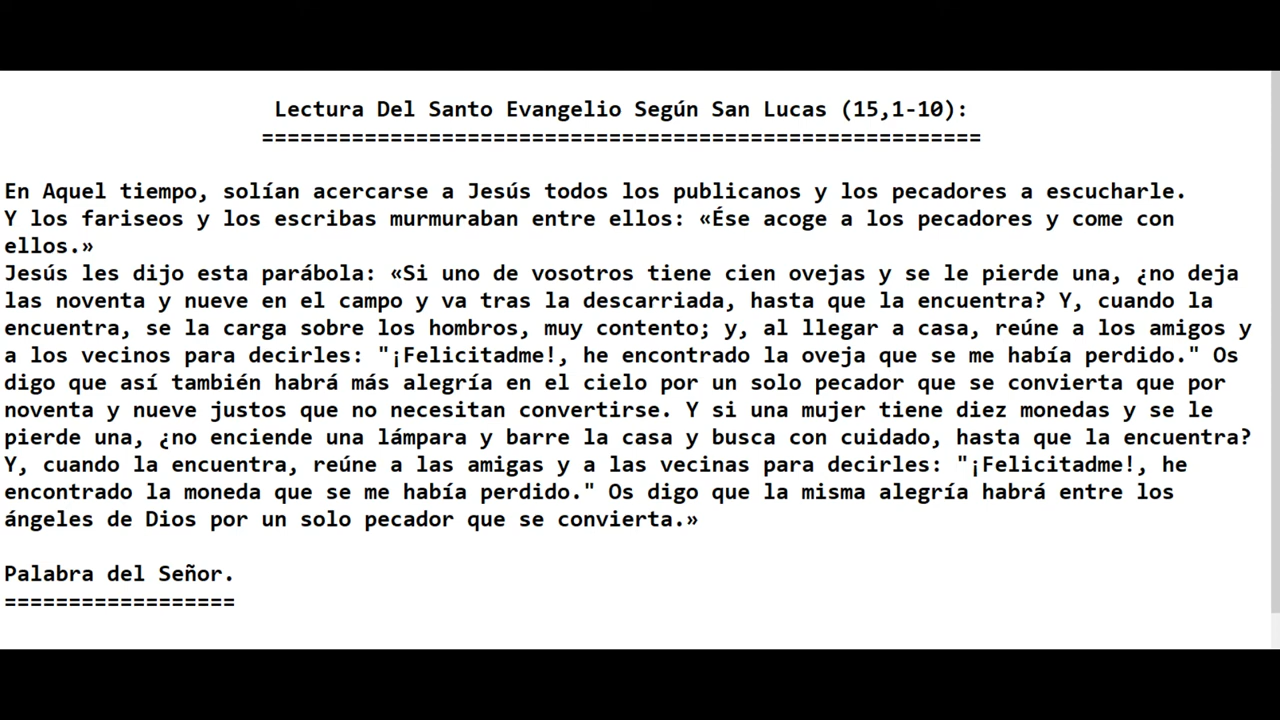 Lectura Del Santo Evangelio Según San Lucas (15,1-10):
========================================================
En Aquel tiempo, solían acercarse a Jesús todos los publicanos y los pecadores a escucharle.
Y los fariseos y los escribas murmuraban entre ellos: «Ése acoge a los pecadores y come con
ellos.»
Jesús les dijo esta parábola: «Si uno de vosotros tiene cien ovejas y se le pierde una, ¿no deja
las noventa y nueve en el campo y va tras la descarriada, hasta que la encuentra? Y, cuando la
encuentra, se la carga sobre los hombros, muy contento; y, al llegar a casa, reúne a los amigos y
a los vecinos para decirles: "¡Felicitadme!, he encontrado la oveja que se me había perdido." Os
digo que así también habrá más alegría en el cielo por un solo pecador que se convierta que por
noventa y nueve justos que no necesitan convertirse. Y si una mujer tiene diez monedas y se le
pierde una, ¿no enciende una lámpara y barre la casa y busca con cuidado, hasta que la encuentra?
Y, cuando la encuentra, reúne a las amigas y a las vecinas para decirles: "¡Felicitadme!, he
encontrado la moneda que se me había perdido." Os digo que la misma alegría habrá entre los
ángeles de Dios por un solo pecador que se convierta.»
Palabra del Señor.
==================